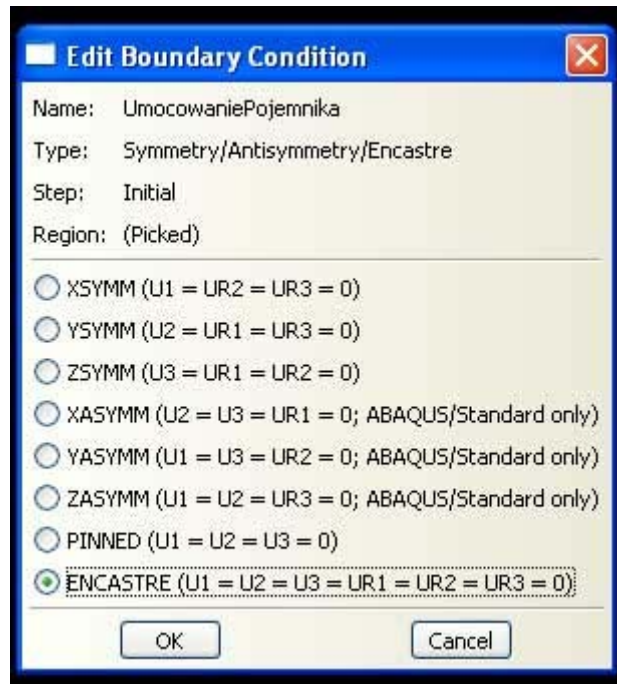 Edit Boundary Condition
Name: UmocowaniePojemnika
Type: Symmetry/Antisymmetry/Encastre
Step: Initial
Region: (Picked)
XSYMM (U1 = UR2 = UR3 = 0)
YSYMM (U2 = UR1 = UR3 = 0)
ZSYMM (U3 = UR1 = UR2 = 0)
XASYMM (U2 = U3 = UR1 = 0; ABAQUS/Standard only)
YASYMM (U1 = U3 = UR2 = 0; ABAQUS/Standard only)
ZASYMM (U1 = U2 = UR3 = 0; ABAQUS/Standard only)
PINNED (U1 = U2 = U3 = 0)
ENCASTRE (U1 = U2 = U3 = UR1 = UR2 = UR3 = 0)
OK Cancel